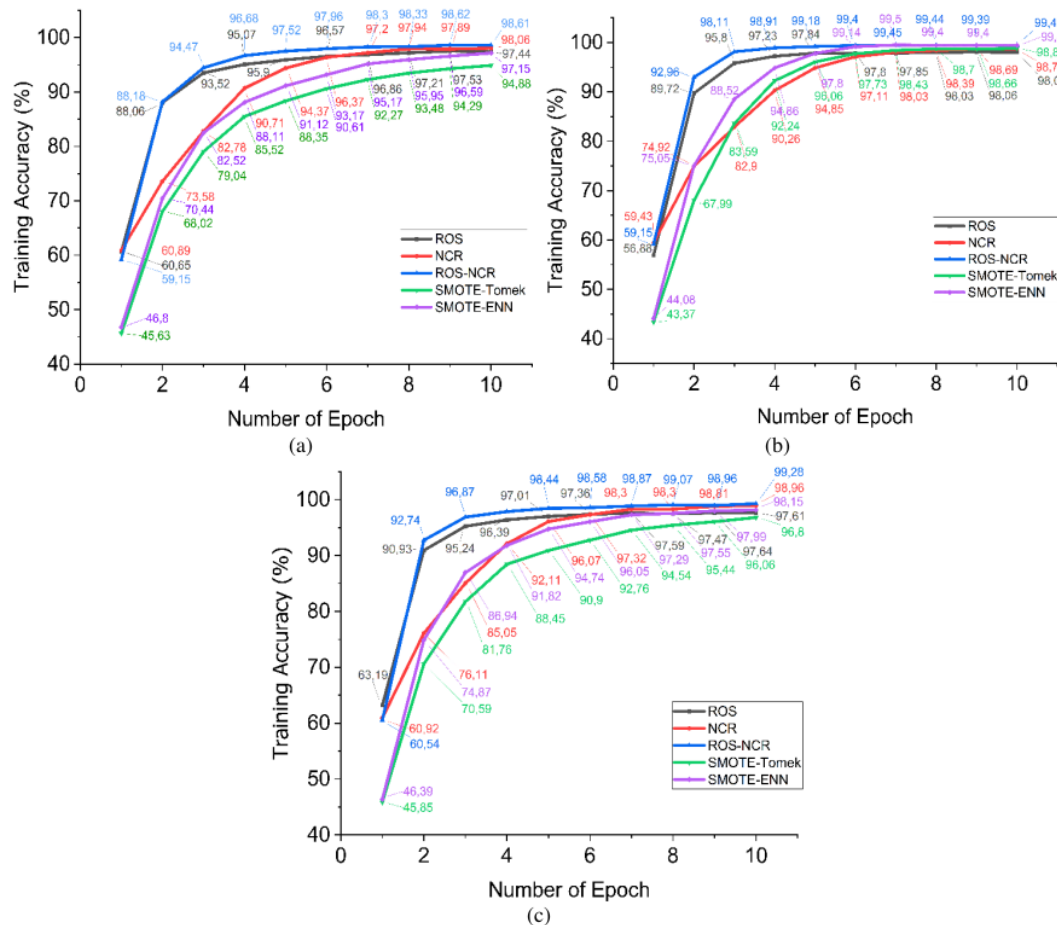 96,68 97,52 97,96 98,3 98,33 98,62
95,07 96,57 97,2 97,94 97,89 98,61
94,47 98,06
93,52 95,9 97,44
88,18 97,53 97,15
88,06 96,86 97,21 96,59 94,88
96,37 95,17 95,95 94,29
94,37 93,17 92,27 93,48
90,71 91,12 90,61
82,78 88,11 88,35
82,52 85,52
79,04
73,58
70,44
68,02
60,89
60,65
59,15
46,8
45,63
ROS
NCR
ROS-NCR
SMOTE-Tomek
SMOTE-ENN
Training Accuracy (%)
100
90
80
70
60
50
40
0 2 4 6 8 10
Number of Epoch
(a)
98,11 98,91 99,18 99,4 99,5 99,44 99,39 99,4
95,8 97,23 97,84 99,14 99,45 99,4 99,4
92,96
89,72
97,8 97,8 97,85 98,7 98,69
88,52 94,86 96,06 97,73 98,43 98,39 98,66
92,24 94,85 97,11 98,03 98,03 98,06
90,26
74,92 83,59
75,05 82,9
67,99
59,43
59,15
56,88
44,08
43,37
ROS
NCR
ROS-NCR
SMOTE-Tomek
SMOTE-ENN
Training Accuracy (%)
100
90
80
70
60
50
40
0 2 4 6 8 10
Number of Epoch
(b)
96,87 98,44 98,58 98,87 99,07 98,96 99,28
97,01 97,36 98,3 98,3 98,81 98,96
92,74 98,15
90,93 95,24 96,39 97,61
97,59 97,47 97,99 96,8
96,07 97,32 97,29 97,55 97,64
92,11 94,74 96,05 94,54 95,44 96,06
86,94 91,82 90,9 92,76
85,05 88,45
81,76
76,11
74,87
70,59
63,19
60,92
60,54
46,39
45,85
ROS
NCR
ROS-NCR
SMOTE-Tomek
SMOTE-ENN
Training Accuracy (%)
100
90
80
70
60
50
40
0 2 4 6 8 10
Number of Epoch
(c)